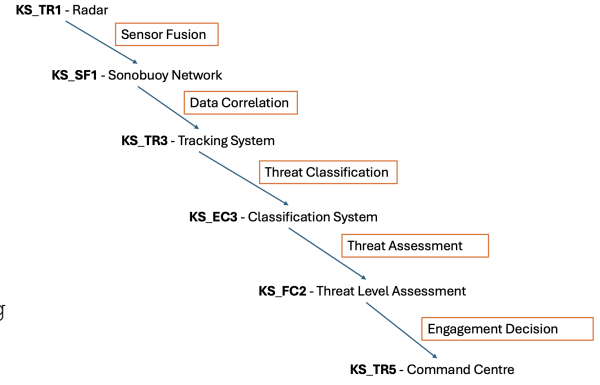 KS_TR1 - Radar
Sensor Fusion
KS_SF1 - Sonobuoy Network
Data Correlation
KS_TR3 - Tracking System
Threat Classification
KS_EC3 - Classification System
Threat Assessment
KS_FC2 - Threat Level Assessment
g
Engagement Decision
KS_TR5 - Command Centre